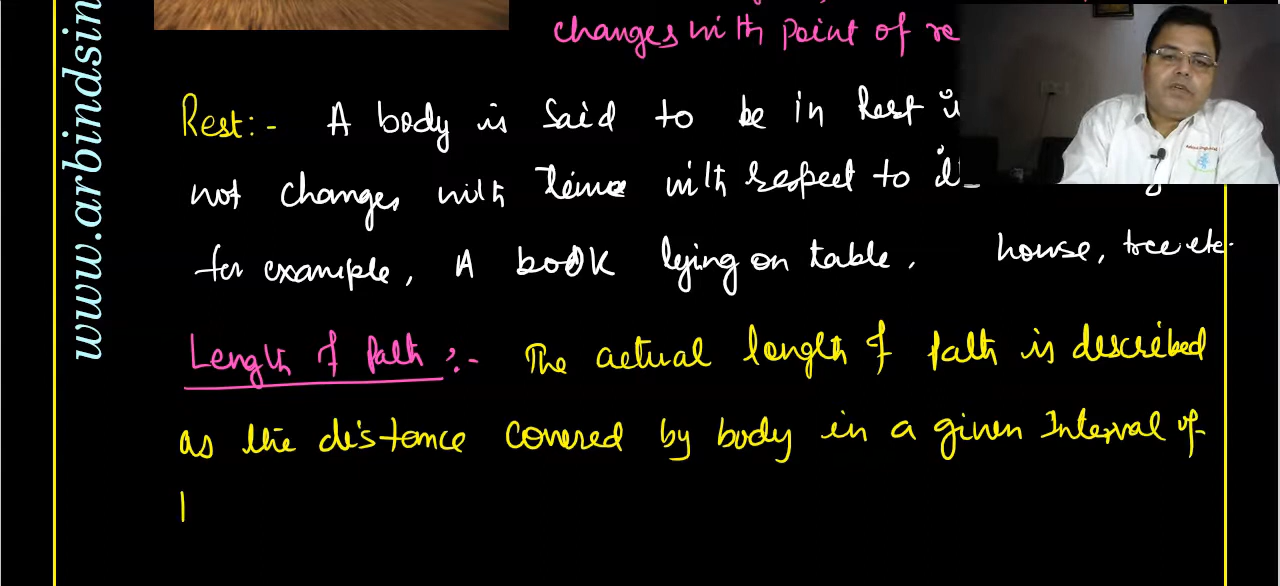 changes with point of re
Rest:- A body is said to be in Rest i
not changes with time with respect to it
for example, A book lying on table, house, tree etc.
Length of path :- The actual length of path is described
as the distance covered by body in a given Interval of
www.arbindsin